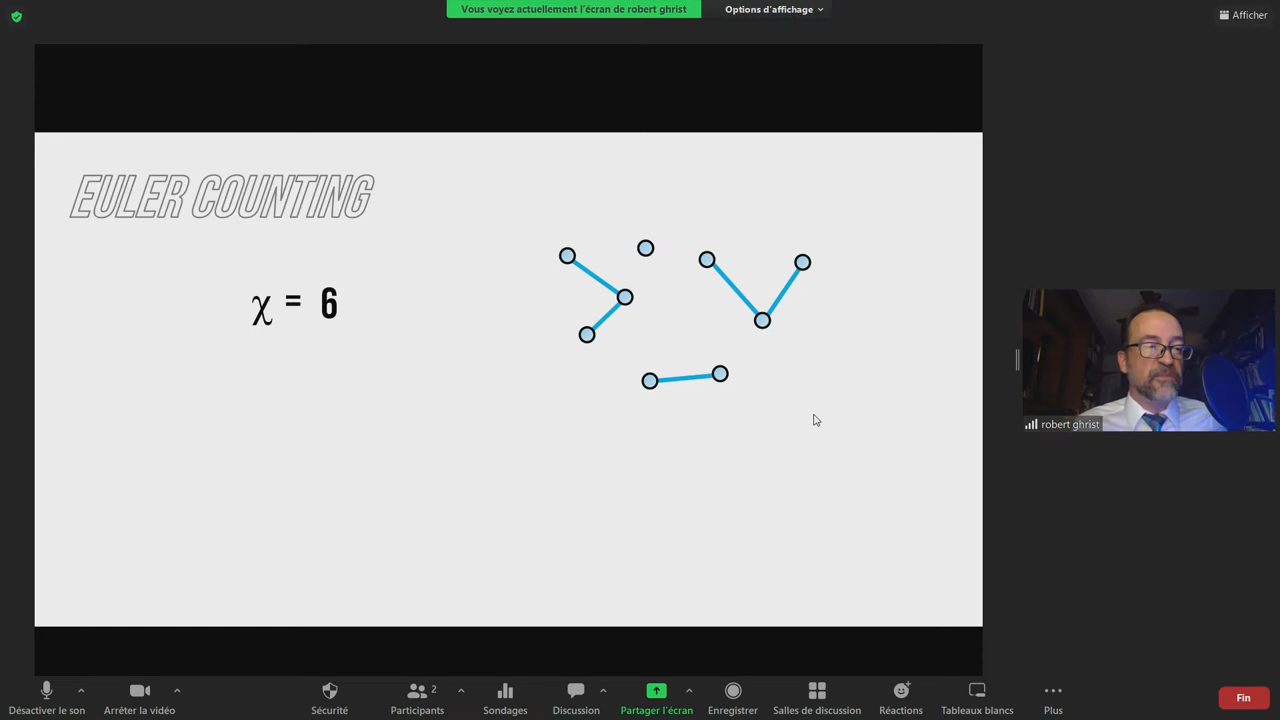 Vous voyez actuellement l'écran de robert ghrist
Options d'affichage
Afficher
EULER COUNTING
χ = 6
robert ghrist
Désactiver le son
Arrêter la vidéo
Sécurité
Participants
2
Sondages
Discussion
Partager l'écran
Enregistrer
Salles de discussion
Réactions
Tableaux blancs
Plus
Fin